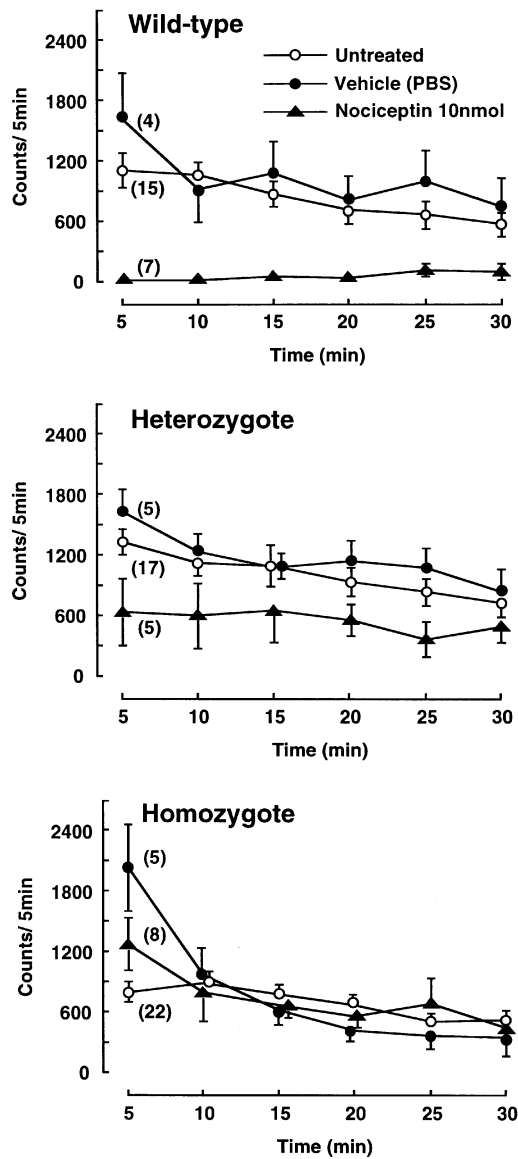 Wild-type
Untreated
Vehicle (PBS)
Nociceptin 10nmol
Counts/ 5min
2400
1800
1200
600
0
(4)
(15)
(7)
5 10 15 20 25 30
Time (min)
Heterozygote
Counts/ 5min
2400
1800
1200
600
0
(5)
(17)
(5)
5 10 15 20 25 30
Time (min)
Homozygote
Counts/ 5min
2400
1800
1200
600
0
(5)
(8)
(22)
5 10 15 20 25 30
Time (min)